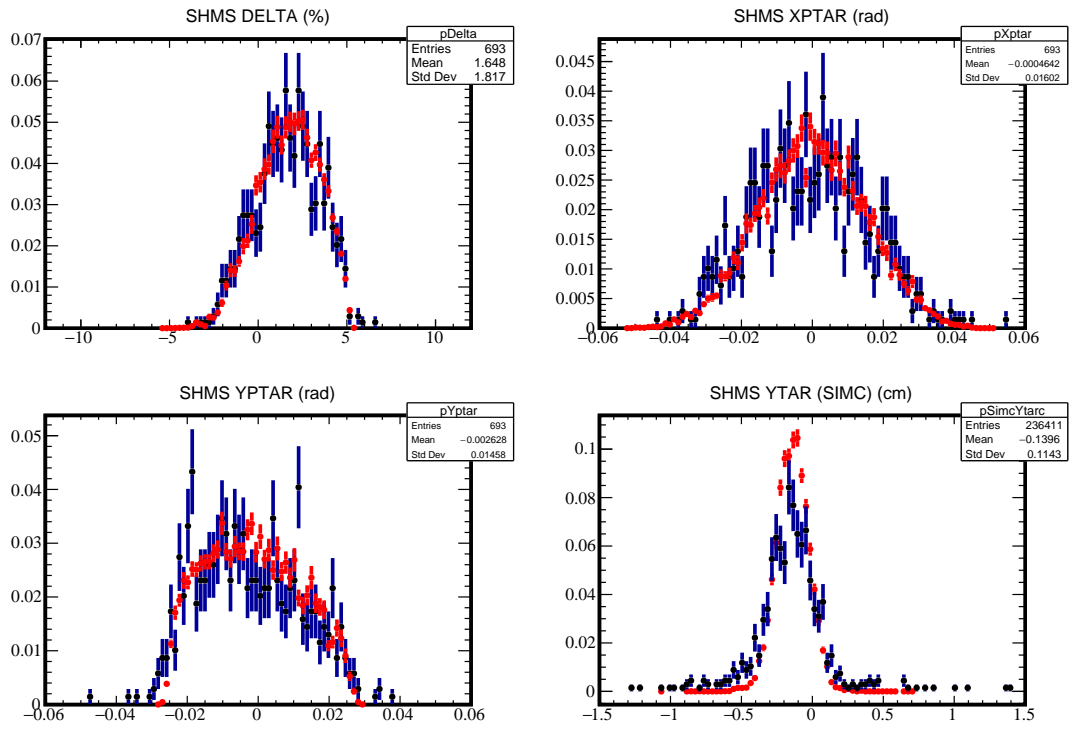 SHMS DELTA (%)
pDelta
Entries 693
Mean 1.648
Std Dev 1.817
0.07
0.06
0.05
0.04
0.03
0.02
0.01
0
−10 −5 0 5 10
SHMS XPTAR (rad)
pXptar
Entries 693
Mean −0.0004642
Std Dev 0.01602
0.045
0.04
0.035
0.03
0.025
0.02
0.015
0.01
0.005
0
−0.06 −0.04 −0.02 0 0.02 0.04 0.06
SHMS YPTAR (rad)
pYptar
Entries 693
Mean −0.002628
Std Dev 0.01458
0.05
0.04
0.03
0.02
0.01
0
−0.06 −0.04 −0.02 0 0.02 0.04 0.06
SHMS YTAR (SIMC) (cm)
pSimcYtarc
Entries 236411
Mean −0.1396
Std Dev 0.1143
0.1
0.08
0.06
0.04
0.02
0
−1.5 −1 −0.5 0 0.5 1 1.5